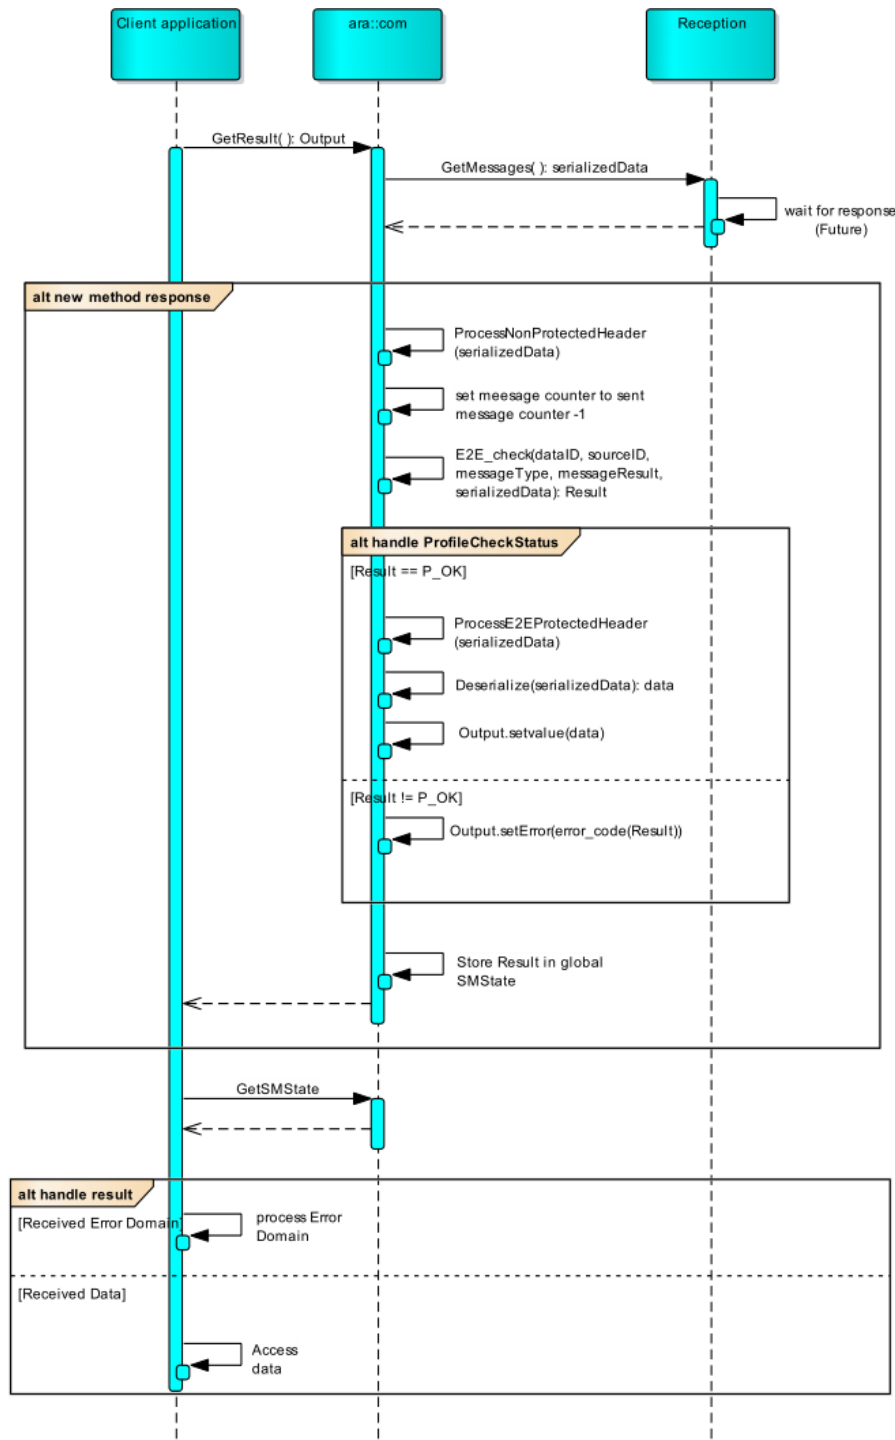 Client application
ara::com
Reception
GetResult( ): Output
GetMessages( ): serializedData
wait for response
(Future)
alt new method response
ProcessNonProtectedHeader
(serializedData)
set meesage counter to sent
message counter -1
E2E_check(dataID, sourceID,
messageType, messageResult,
serializedData): Result
alt handle ProfileCheckStatus
[Result == P_OK]
ProcessE2EProtectedHeader
(serializedData)
Deserialize(serializedData): data
Output.setvalue(data)
[Result != P_OK]
Output.setError(error_code(Result))
Store Result in global
SMState
GetSMState
alt handle result
[Received Error Domain]
process Error
Domain
[Received Data]
Access
data